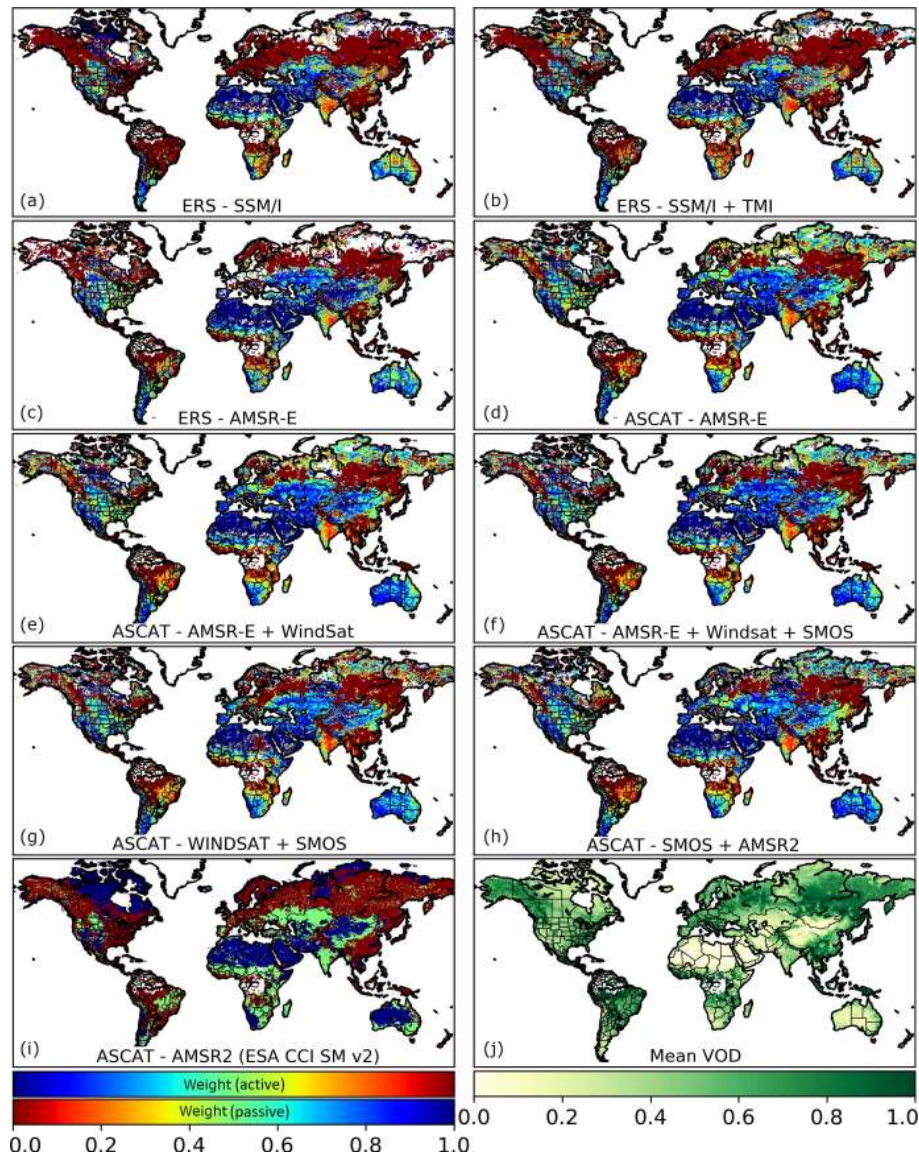 (a) ERS - SSM/I
(b) ERS - SSM/I + TMI
(c) ERS - AMSR-E
(d) ASCAT - AMSR-E
(e) ASCAT - AMSR-E + WindSat
(f) ASCAT - AMSR-E + Windsat + SMOS
(g) ASCAT - WINDSAT + SMOS
(h) ASCAT - SMOS + AMSR2
(i) ASCAT - AMSR2 (ESA CCI SM v2)
(j) Mean VOD
Weight (active)
Weight (passive)
0.0 0.2 0.4 0.6 0.8 1.0
0.0 0.2 0.4 0.6 0.8 1.0